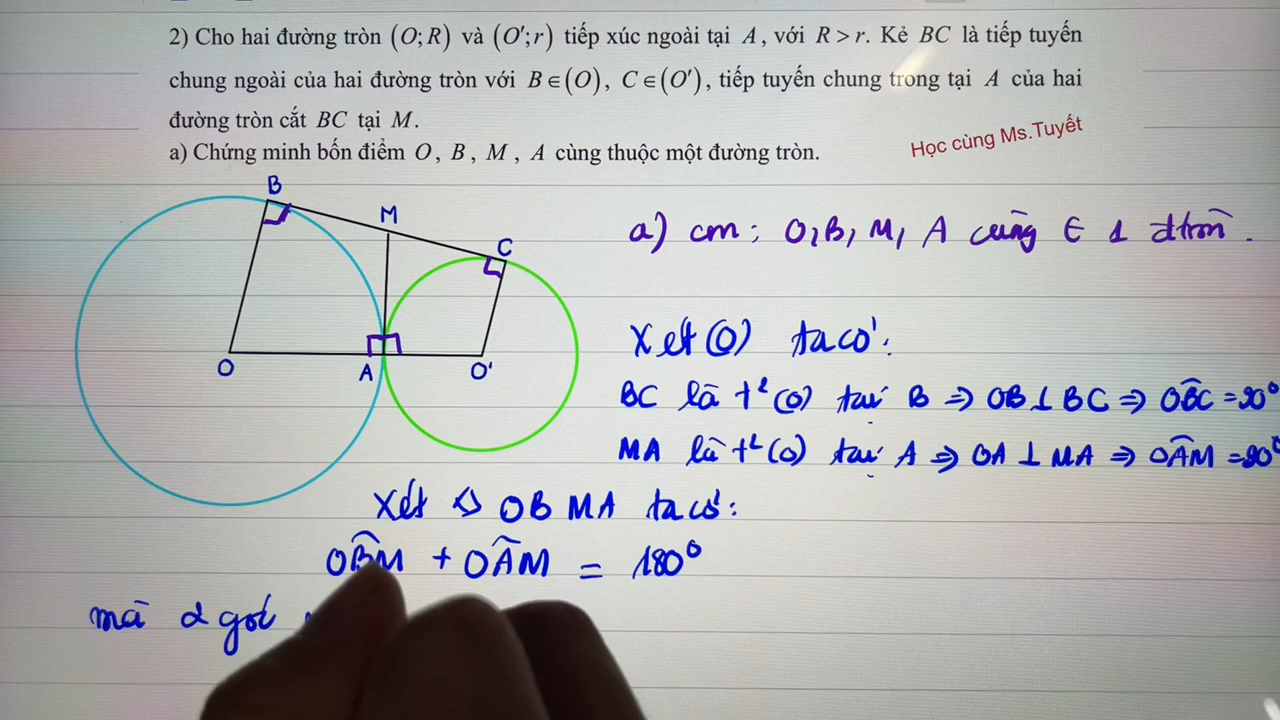 2) Cho hai đường tròn (O;R) và (O';r) tiếp xúc ngoài tại A, với R > r. Kẻ BC là tiếp tuyến
chung ngoài của hai đường tròn với B∈(O), C∈(O'), tiếp tuyến chung trong tại A của hai
đường tròn cắt BC tại M.
a) Chứng minh bốn điểm O, B, M, A cùng thuộc một đường tròn.
Học cùng Ms.Tuyết
B
M
C
O
A
O'
a) cm: O, B, M, A cùng ∈ 1 đtròn.
Xét (O) ta có:
BC là t² (O) tại B ⇒ OB ⊥ BC ⇒ OBC = 90°
MA là t² (O) tại A ⇒ OA ⊥ MA ⇒ OAM = 90°
Xét ◊ OBMA ta có:
OBM + OAM = 180°
mà 2 góc